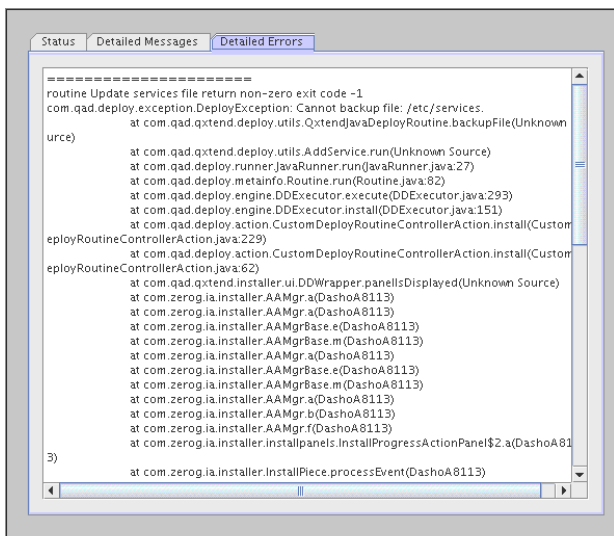 Status
Detailed Messages
Detailed Errors
=======================
routine Update services file return non-zero exit code -1
com.qad.deploy.exception.DeployException: Cannot backup file: /etc/services.
at com.qad.qxtend.deploy.utils.QxtendJavaDeployRoutine.backupFile(Unknown
urce)
at com.qad.qxtend.deploy.utils.AddService.run(Unknown Source)
at com.qad.deploy.runner.JavaRunner.run(JavaRunner.java:27)
at com.qad.deploy.metainfo.Routine.run(Routine.java:82)
at com.qad.deploy.engine.DDExecutor.execute(DDExecutor.java:293)
at com.qad.deploy.engine.DDExecutor.install(DDExecutor.java:151)
at com.qad.deploy.action.CustomDeployRoutineControllerAction.install(Custom
eployRoutineControllerAction.java:229)
at com.qad.deploy.action.CustomDeployRoutineControllerAction.install(Custom
eployRoutineControllerAction.java:62)
at com.qad.qxtend.installer.ui.DDWrapper.panelIsDisplayed(Unknown Source)
at com.zerog.ia.installer.AAMgr.a(DashoA8113)
at com.zerog.ia.installer.AAMgrBase.e(DashoA8113)
at com.zerog.ia.installer.AAMgrBase.m(DashoA8113)
at com.zerog.ia.installer.AAMgr.a(DashoA8113)
at com.zerog.ia.installer.AAMgrBase.e(DashoA8113)
at com.zerog.ia.installer.AAMgrBase.m(DashoA8113)
at com.zerog.ia.installer.AAMgr.a(DashoA8113)
at com.zerog.ia.installer.AAMgr.b(DashoA8113)
at com.zerog.ia.installer.AAMgr.f(DashoA8113)
at com.zerog.ia.installer.installpanels.InstallProgressActionPanel$2.a(DashoA81
3)
at com.zerog.ia.installer.InstallPiece.processEvent(DashoA8113)